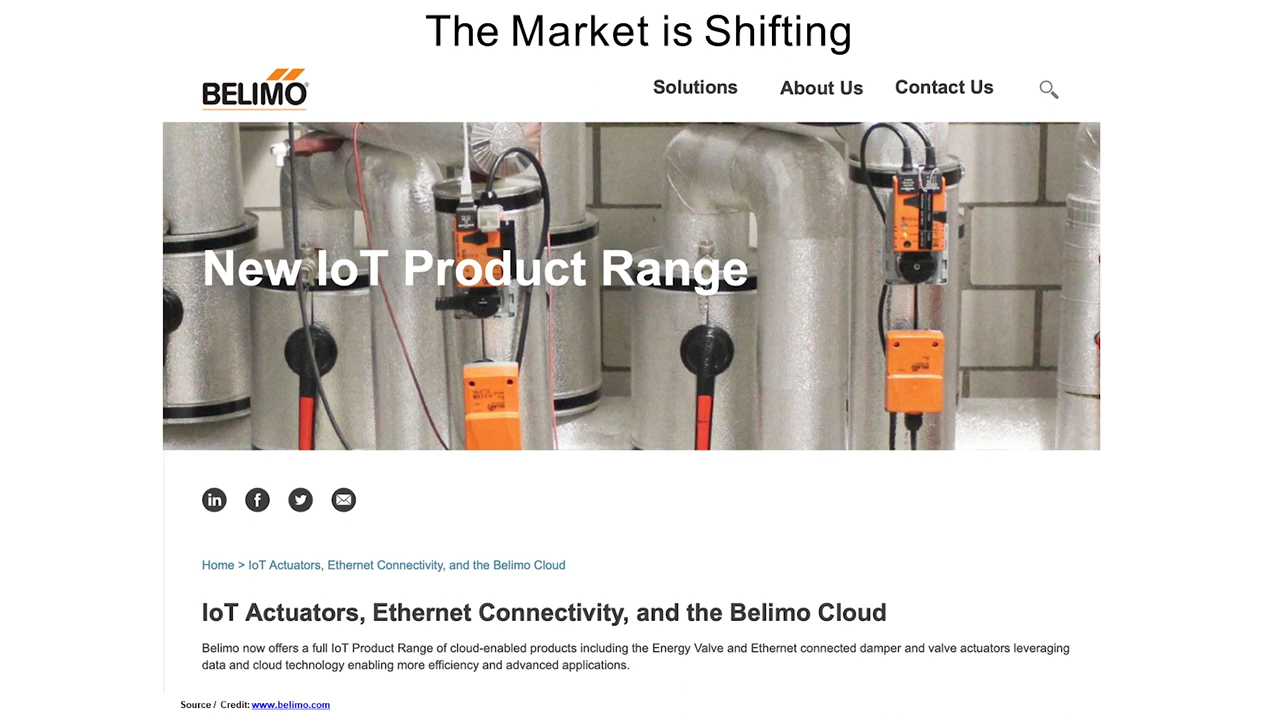 The Market is Shifting
BELIMO
Solutions About Us Contact Us
New IoT Product Range
Home > IoT Actuators, Ethernet Connectivity, and the Belimo Cloud
IoT Actuators, Ethernet Connectivity, and the Belimo Cloud
Belimo now offers a full IoT Product Range of cloud-enabled products including the Energy Valve and Ethernet connected damper and valve actuators leveraging
data and cloud technology enabling more efficiency and advanced applications.
Source / Credit: www.belimo.com